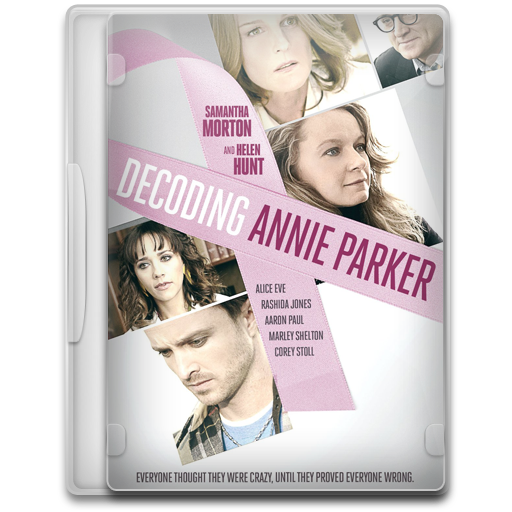 SAMANTHA
MORTON
AND HELEN
HUNT
DECODING ANNIE PARKER
ALICE EVE
RASHIDA JONES
AARON PAUL
MARLEY SHELTON
COREY STOLL
EVERYONE THOUGHT THEY WERE CRAZY, UNTIL THEY PROVED EVERYONE WRONG.